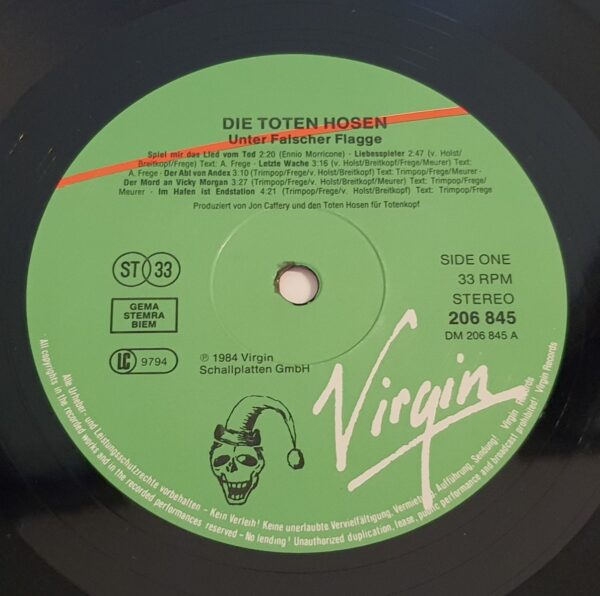 DIE TOTEN HOSEN
Unter Falscher Flagge
Spiel mir das Lied vom Tod 2:20 (Ennio Morricone) · Liebesspieler 2:47 (v. Holst/
Breitkopf/Frege) Text: A. Frege · Letzte Wache 3:16 (v. Holst/Breitkopf/Frege/Meurer) Text:
A. Frege · Der Abt von Andex 3:10 (Trimpop/Frege/v. Holst/Breitkopf) Text: Trimpop/Frege/Meurer ·
Der Mord an Vicky Morgan 3:27 (Trimpop/Frege/v. Holst/Breitkopf/Meurer) Text: Trimpop/Frege/
Meurer · Im Hafen ist Endstation 4:21 (Trimpop/Frege/v. Holst/Breitkopf) Text: Trimpop/Frege
Produziert von Jon Caffery und den Toten Hosen für Totenkopf
ST 33
SIDE ONE
33 RPM
STEREO
206 845
DM 206 845 A
GEMA
STEMRA
BIEM
LC 9794
℗ 1984 Virgin
Schallplatten GmbH
Virgin
Alle Urheber- und Leistungsschutzrechte vorbehalten – Kein Verleih! Keine unerlaubte Vervielfältigung, Vermietung, Aufführung, Sendung! Virgin Records
All copyrights in the recorded works and in the recorded performances reserved – No lending! Unauthorized duplication, lease, public performance and broadcast prohibited! Virgin Records